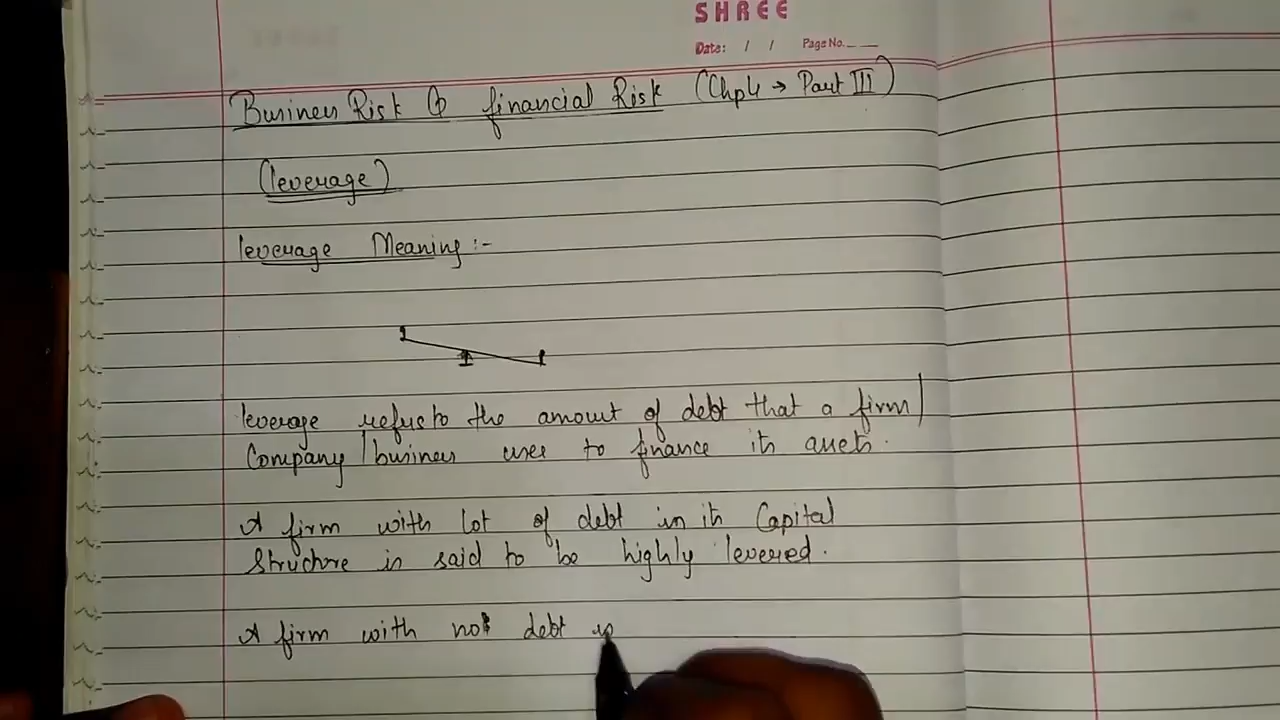 SHREE
Date: / / Page No.
Business Risk & financial Risk (Chp4 → Part III)
(leverage)
leverage Meaning :-
leverage refers to the amount of debt that a firm /
Company / business uses to finance its assets.
A firm with lot of debt in its Capital
Structure is said to be highly levered.
A firm with no debt is